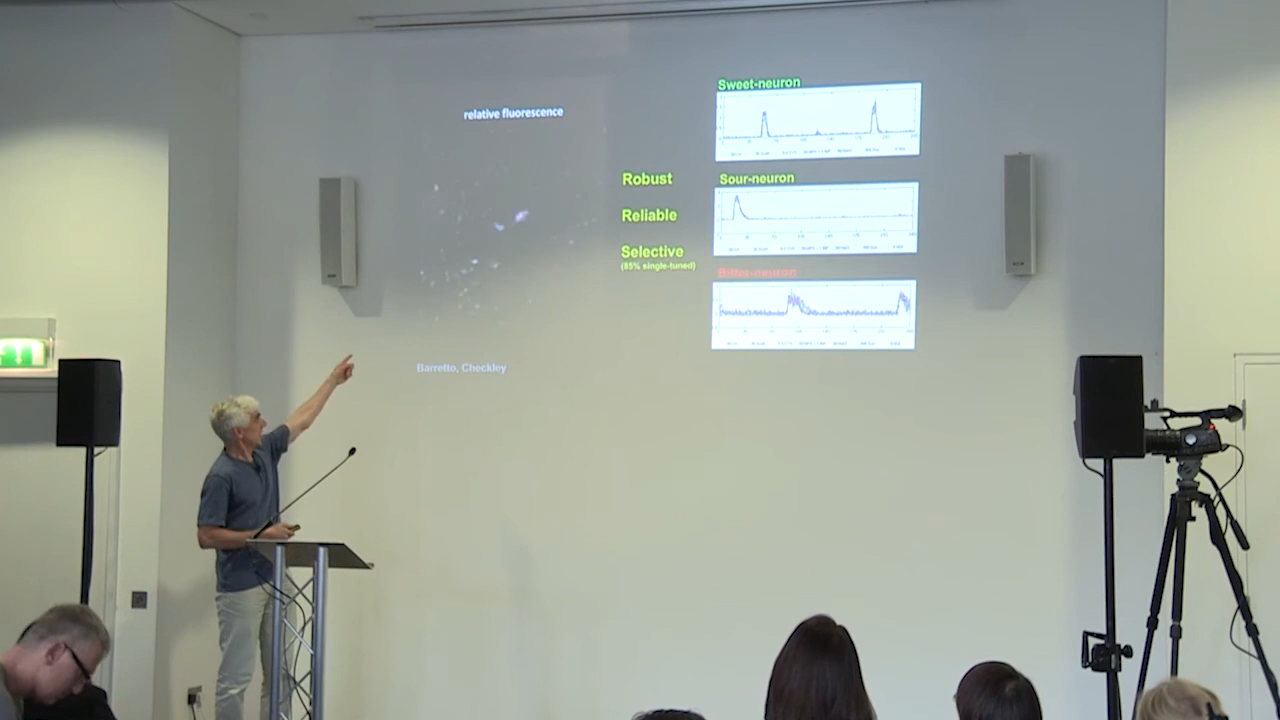 relative fluorescence
Sweet-neuron
Robust
Sour-neuron
Reliable
Selective
(85% single-tuned)
Bitter-neuron
Barretto, Checkley